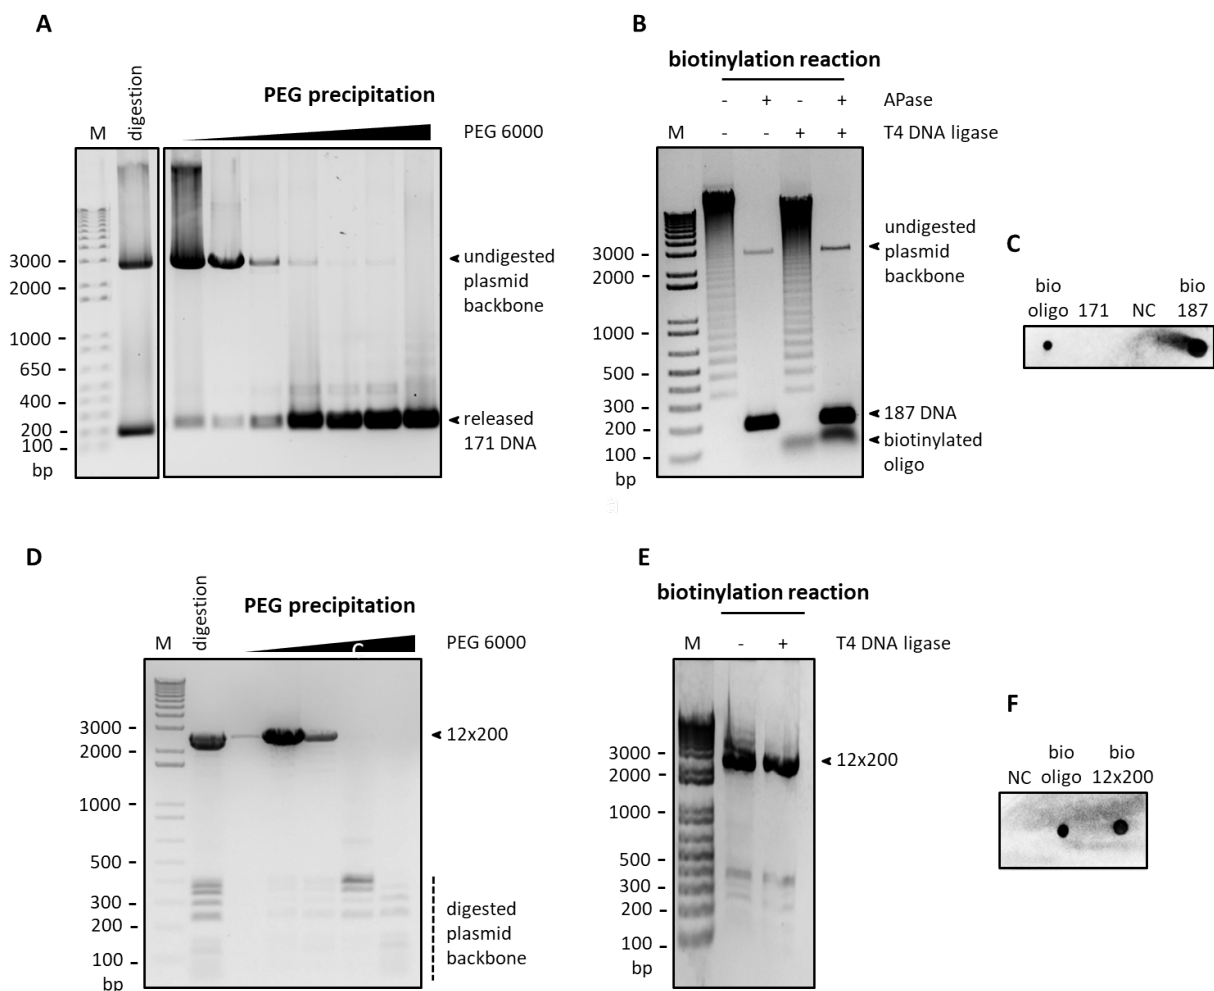 A
digestion
PEG precipitation
M
PEG 6000
3000
2000
1000
650
400
200
100
bp
undigested
plasmid
backbone
released
171 DNA
B
biotinylation reaction
- + - + APase
M - - + + T4 DNA ligase
3000
2000
1000
500
300
200
100
bp
undigested
plasmid
backbone
187 DNA
biotinylated
oligo
a
C
bio bio
oligo 171 NC 187
D
digestion
PEG precipitation
M
C
PEG 6000
3000
2000
1000
500
300
200
100
bp
12x200
digested
plasmid
backbone
E
biotinylation reaction
M - + T4 DNA ligase
3000
2000
1000
500
300
200
100
bp
12x200
F
bio bio
NC oligo 12x200